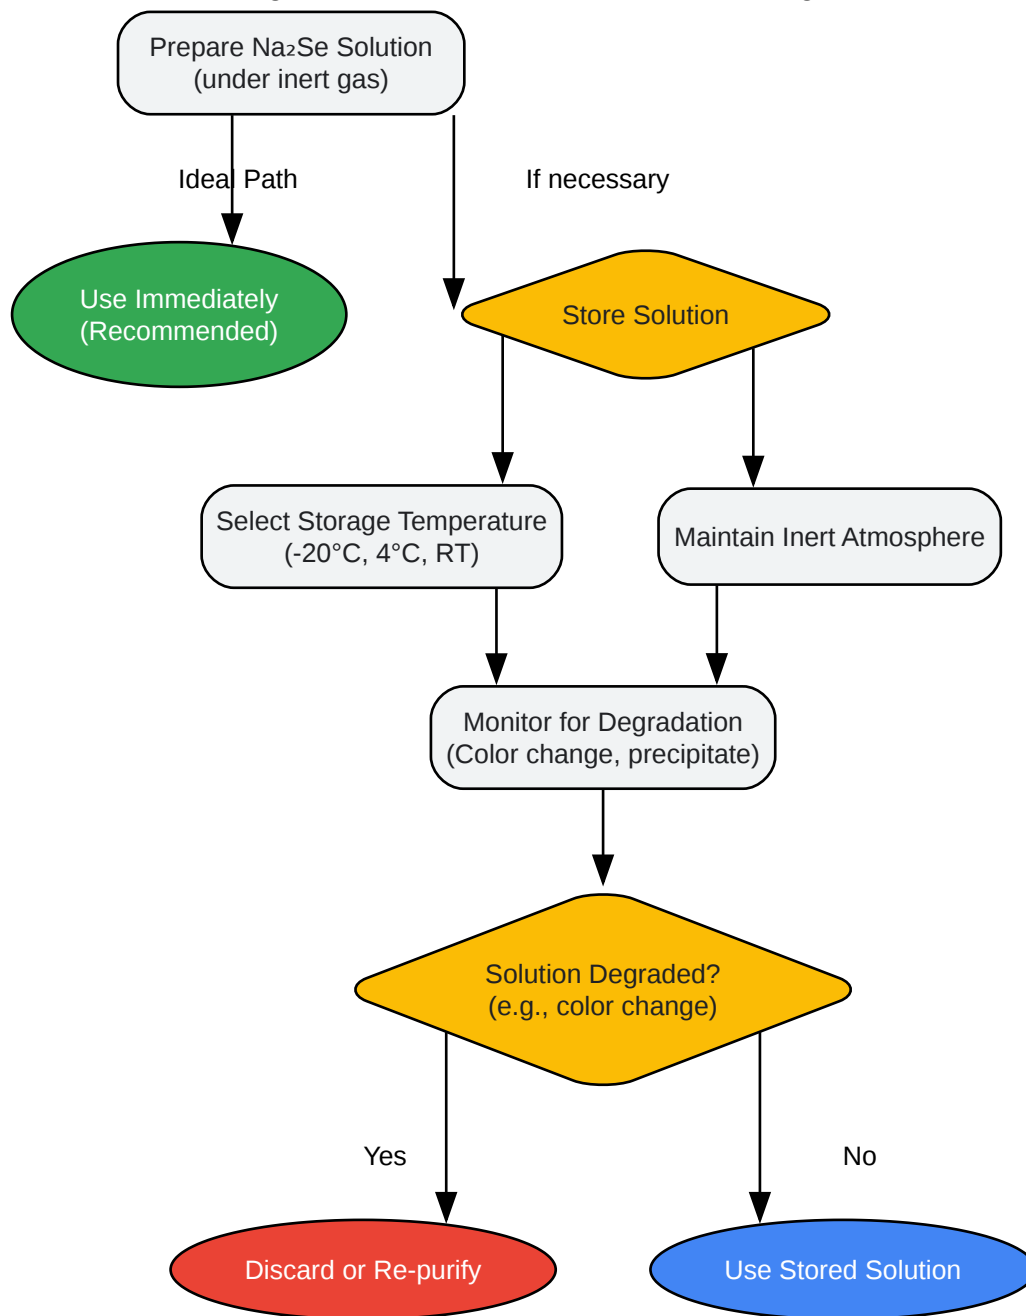 Prepare Na₂Se Solution
(under inert gas)
Ideal Path
If necessary
Use Immediately
(Recommended)
Store Solution
Select Storage Temperature
(-20°C, 4°C, RT)
Maintain Inert Atmosphere
Monitor for Degradation
(Color change, precipitate)
Solution Degraded?
(e.g., color change)
Yes
No
Discard or Re-purify
Use Stored Solution